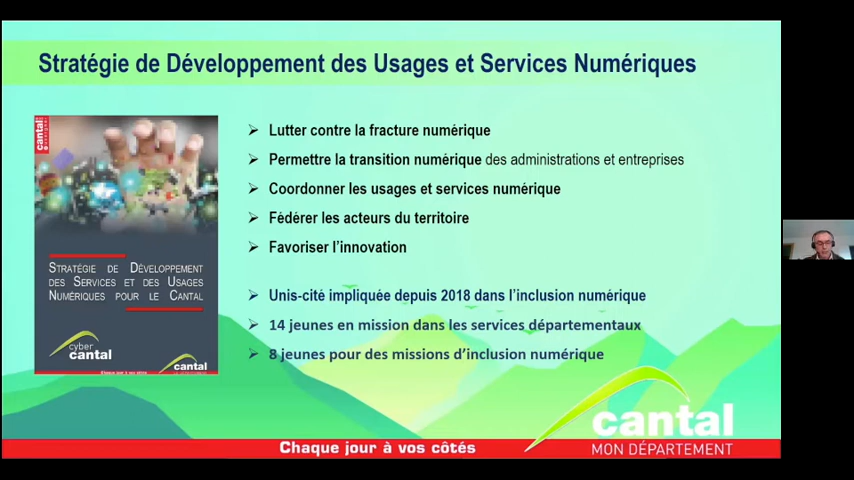 Stratégie de Développement des Usages et Services Numériques
cantal
STRATÉGIE DE DÉVELOPPEMENT
DES SERVICES ET DES USAGES
NUMÉRIQUES POUR LE CANTAL
cyber
cantal
cantal
Lutter contre la fracture numérique
Permettre la transition numérique des administrations et entreprises
Coordonner les usages et services numérique
Fédérer les acteurs du territoire
Favoriser l'innovation
Unis-cité impliquée depuis 2018 dans l'inclusion numérique
14 jeunes en mission dans les services départementaux
8 jeunes pour des missions d'inclusion numérique
cantal
MON DÉPARTEMENT
Chaque jour à vos côtés